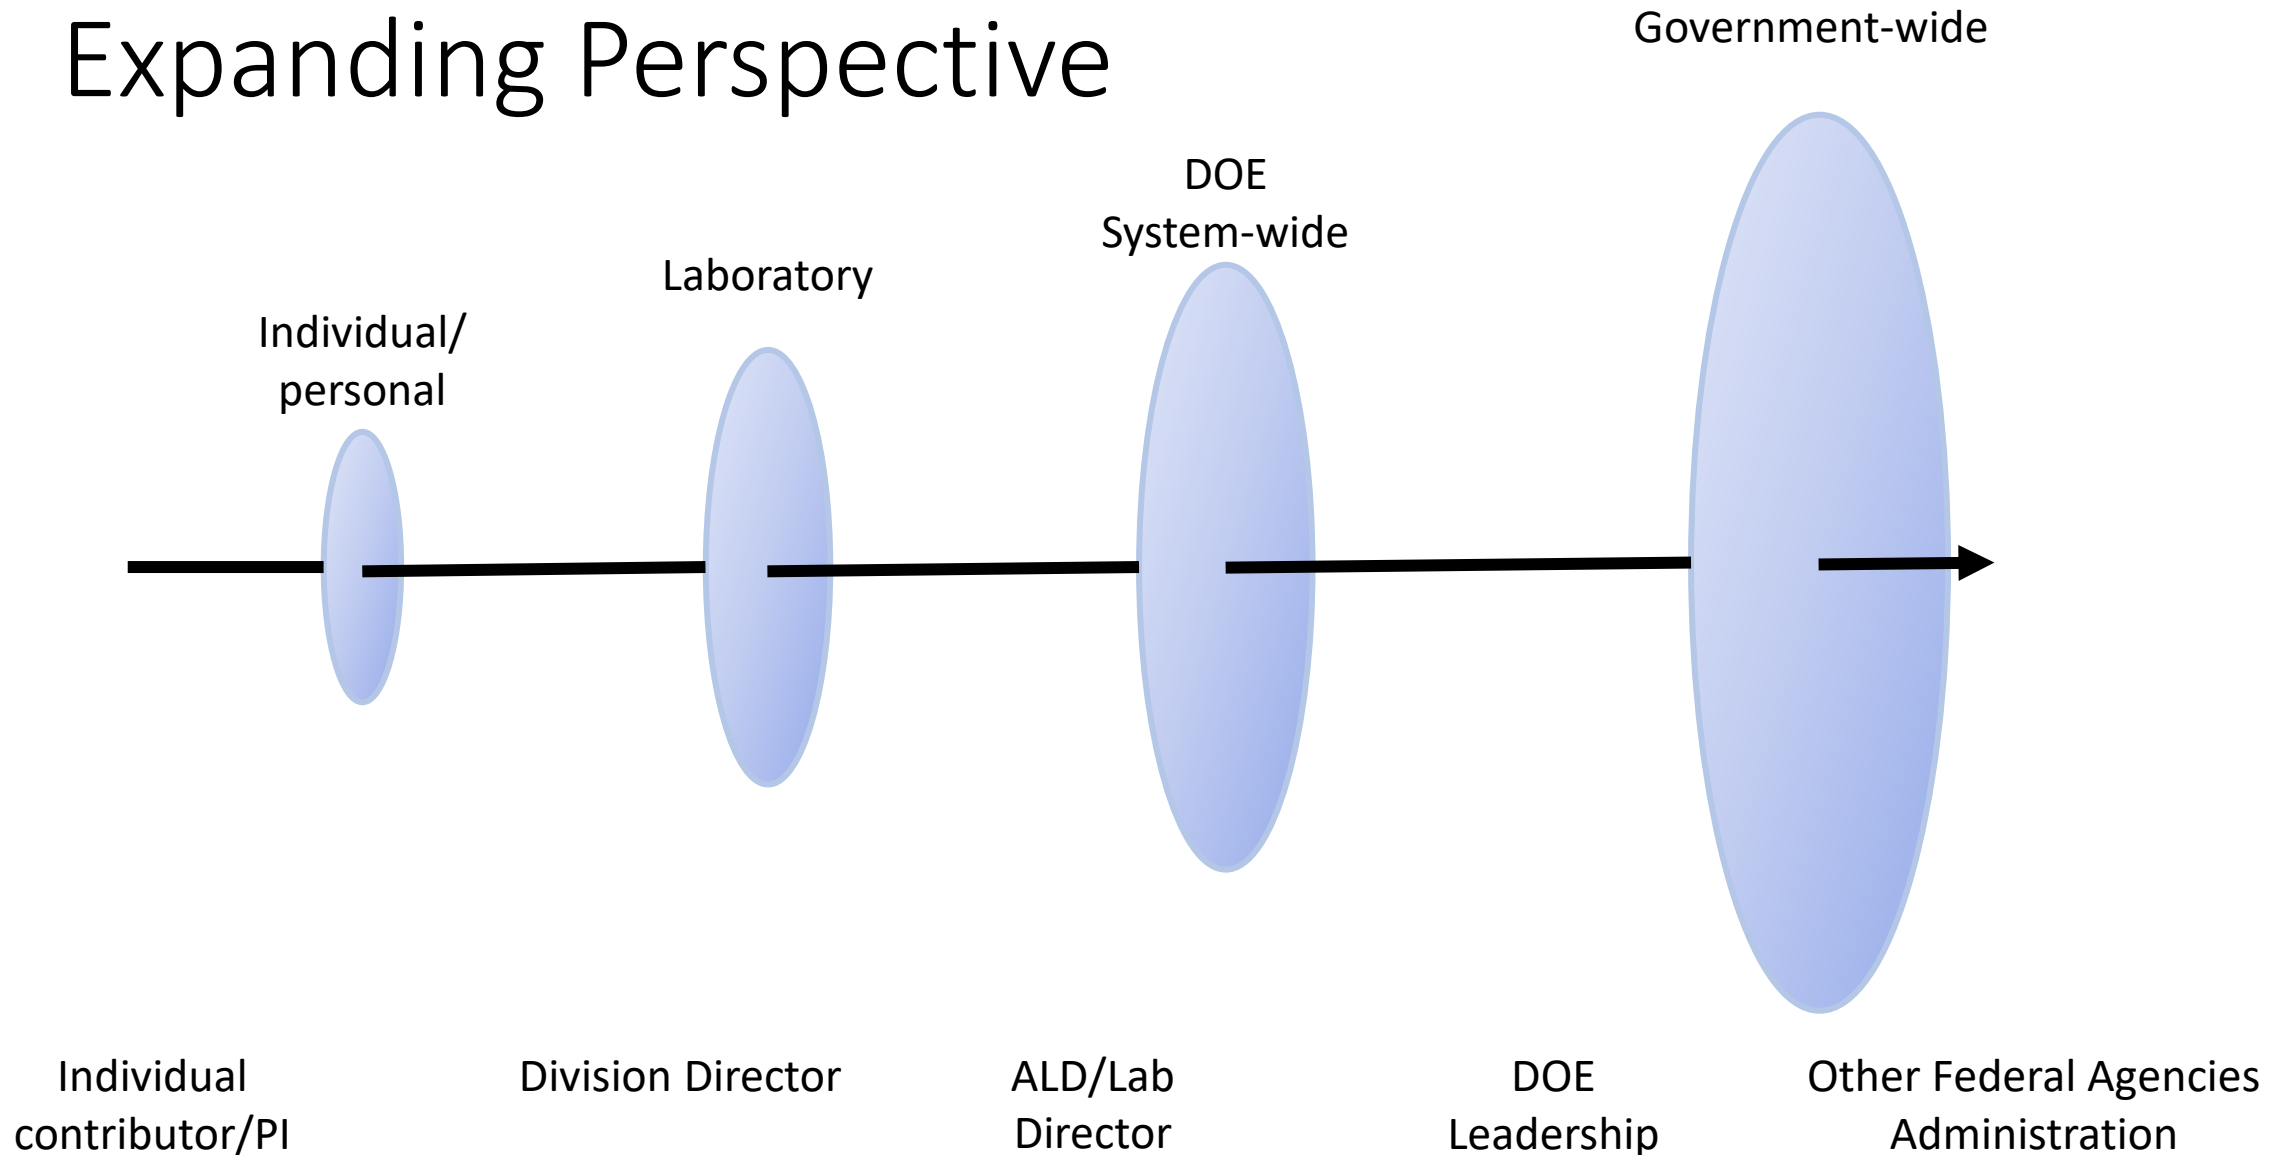 Expanding Perspective
Government-wide
DOE
System-wide
Laboratory
Individual/
personal
Individual
contributor/PI
Division Director
ALD/Lab
Director
DOE
Leadership
Other Federal Agencies
Administration